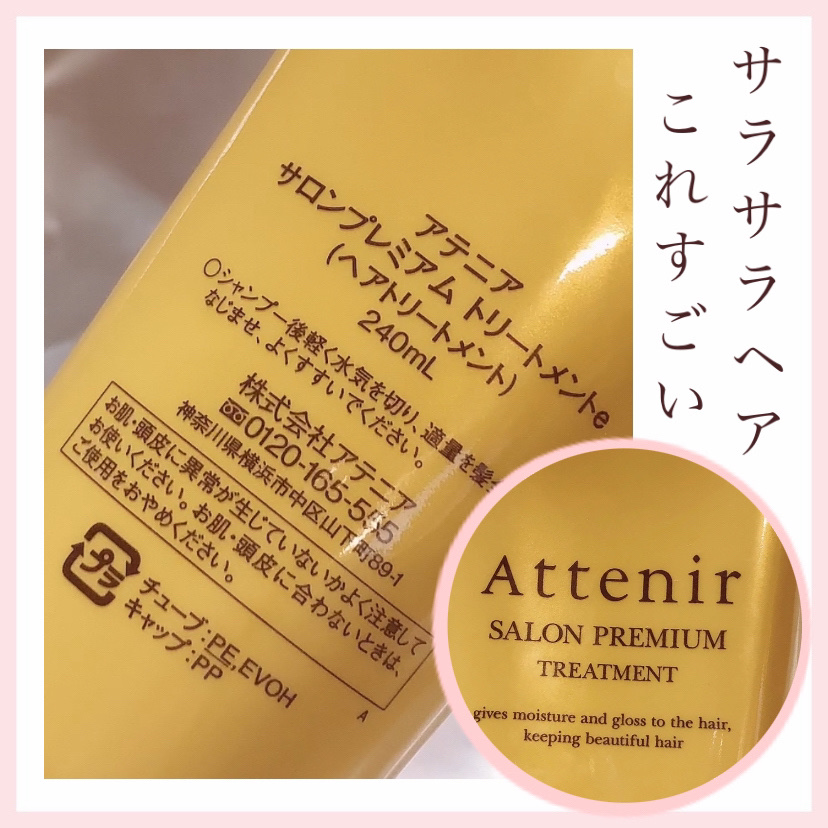 サラサラヘア
これすごい
アテニア
サロンプレミアム トリートメントe
(ヘアトリートメント)
240mL
○シャンプー後軽く水気を切り、適量を髪全
なじませ、よくすすいでください。
株式会社アテニア
神奈川県横浜市中区山下町89-1
0120-165-555
お肌・頭皮に異常が生じていないかよく注意して
お使いください。お肌・頭皮に合わないときは、
ご使用をおやめください。
プラ
チューブ:PE,EVOH
キャップ:PP
A
Attenir
SALON PREMIUM
TREATMENT
gives moisture and gloss to the hair,
keeping beautiful hair